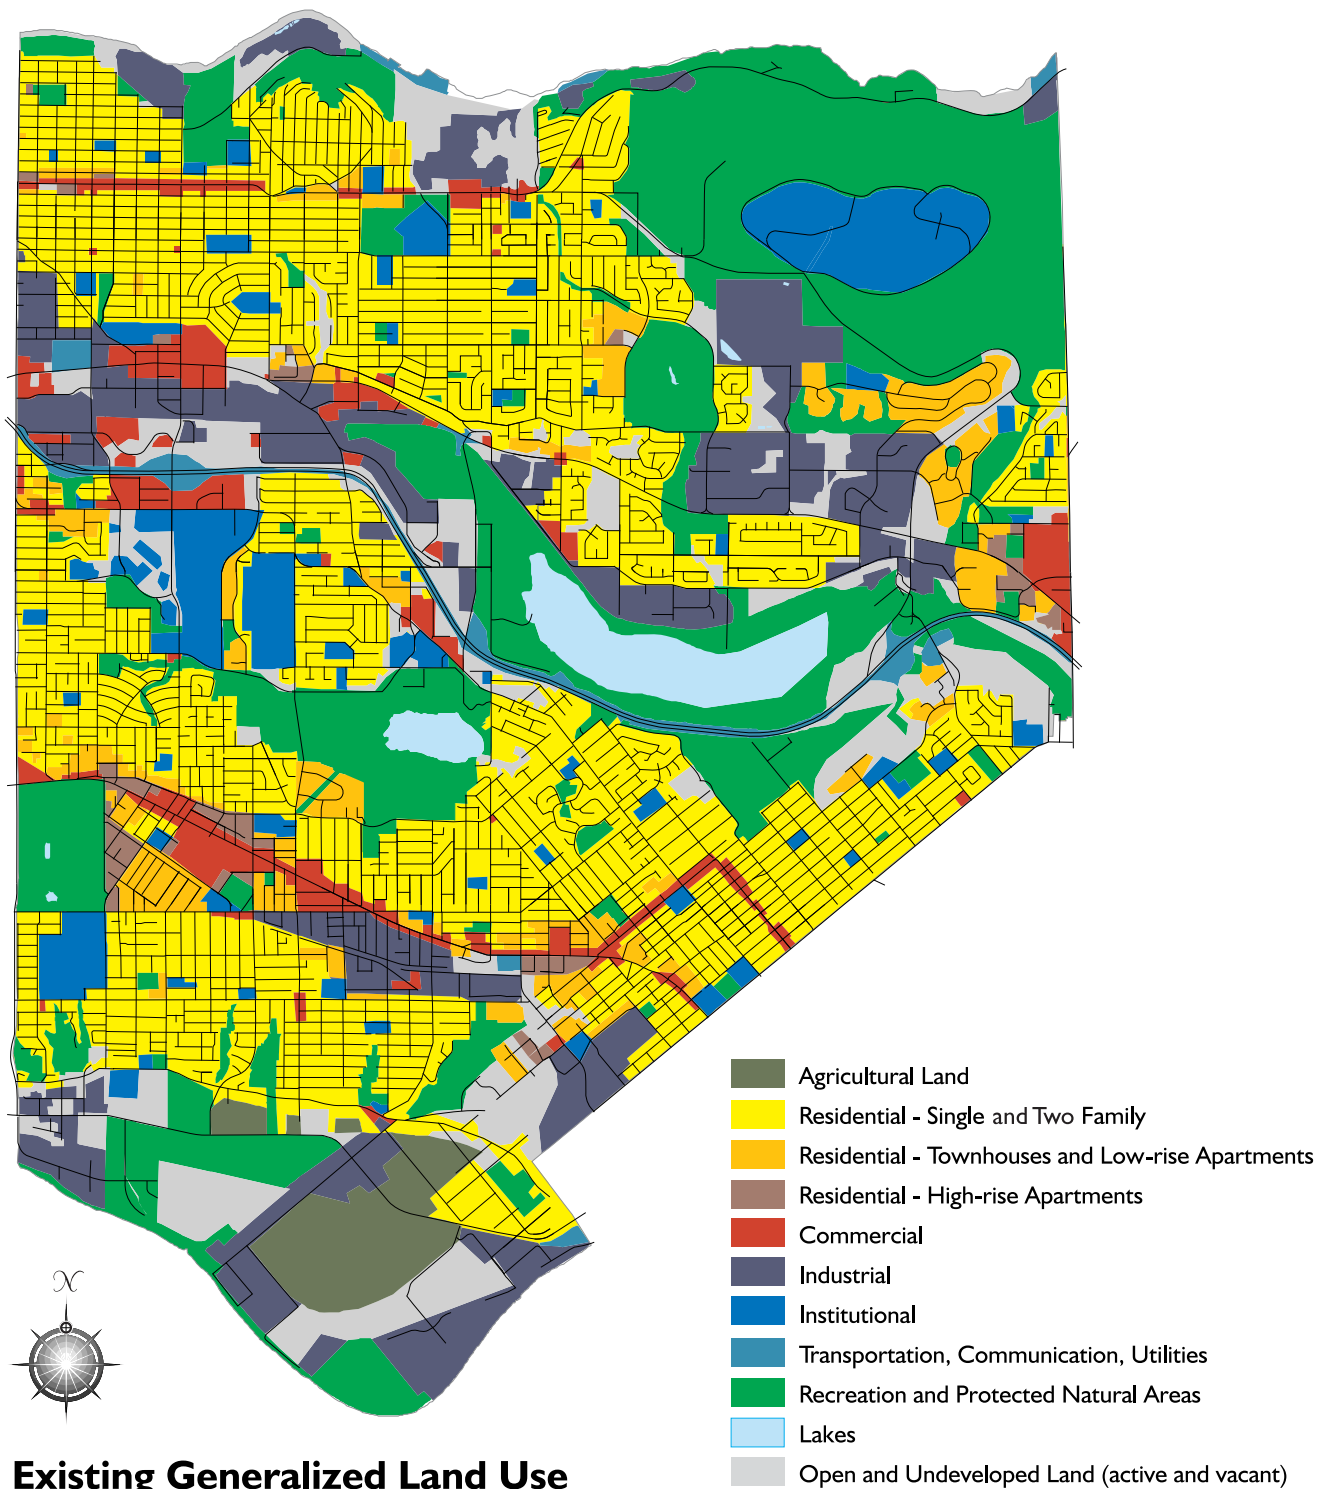 Agricultural Land
Residential - Single and Two Family
Residential - Townhouses and Low-rise Apartments
Residential - High-rise Apartments
Commercial
Industrial
Institutional
Transportation, Communication, Utilities
Recreation and Protected Natural Areas
Lakes
Open and Undeveloped Land (active and vacant)
N
Existing Generalized Land Use